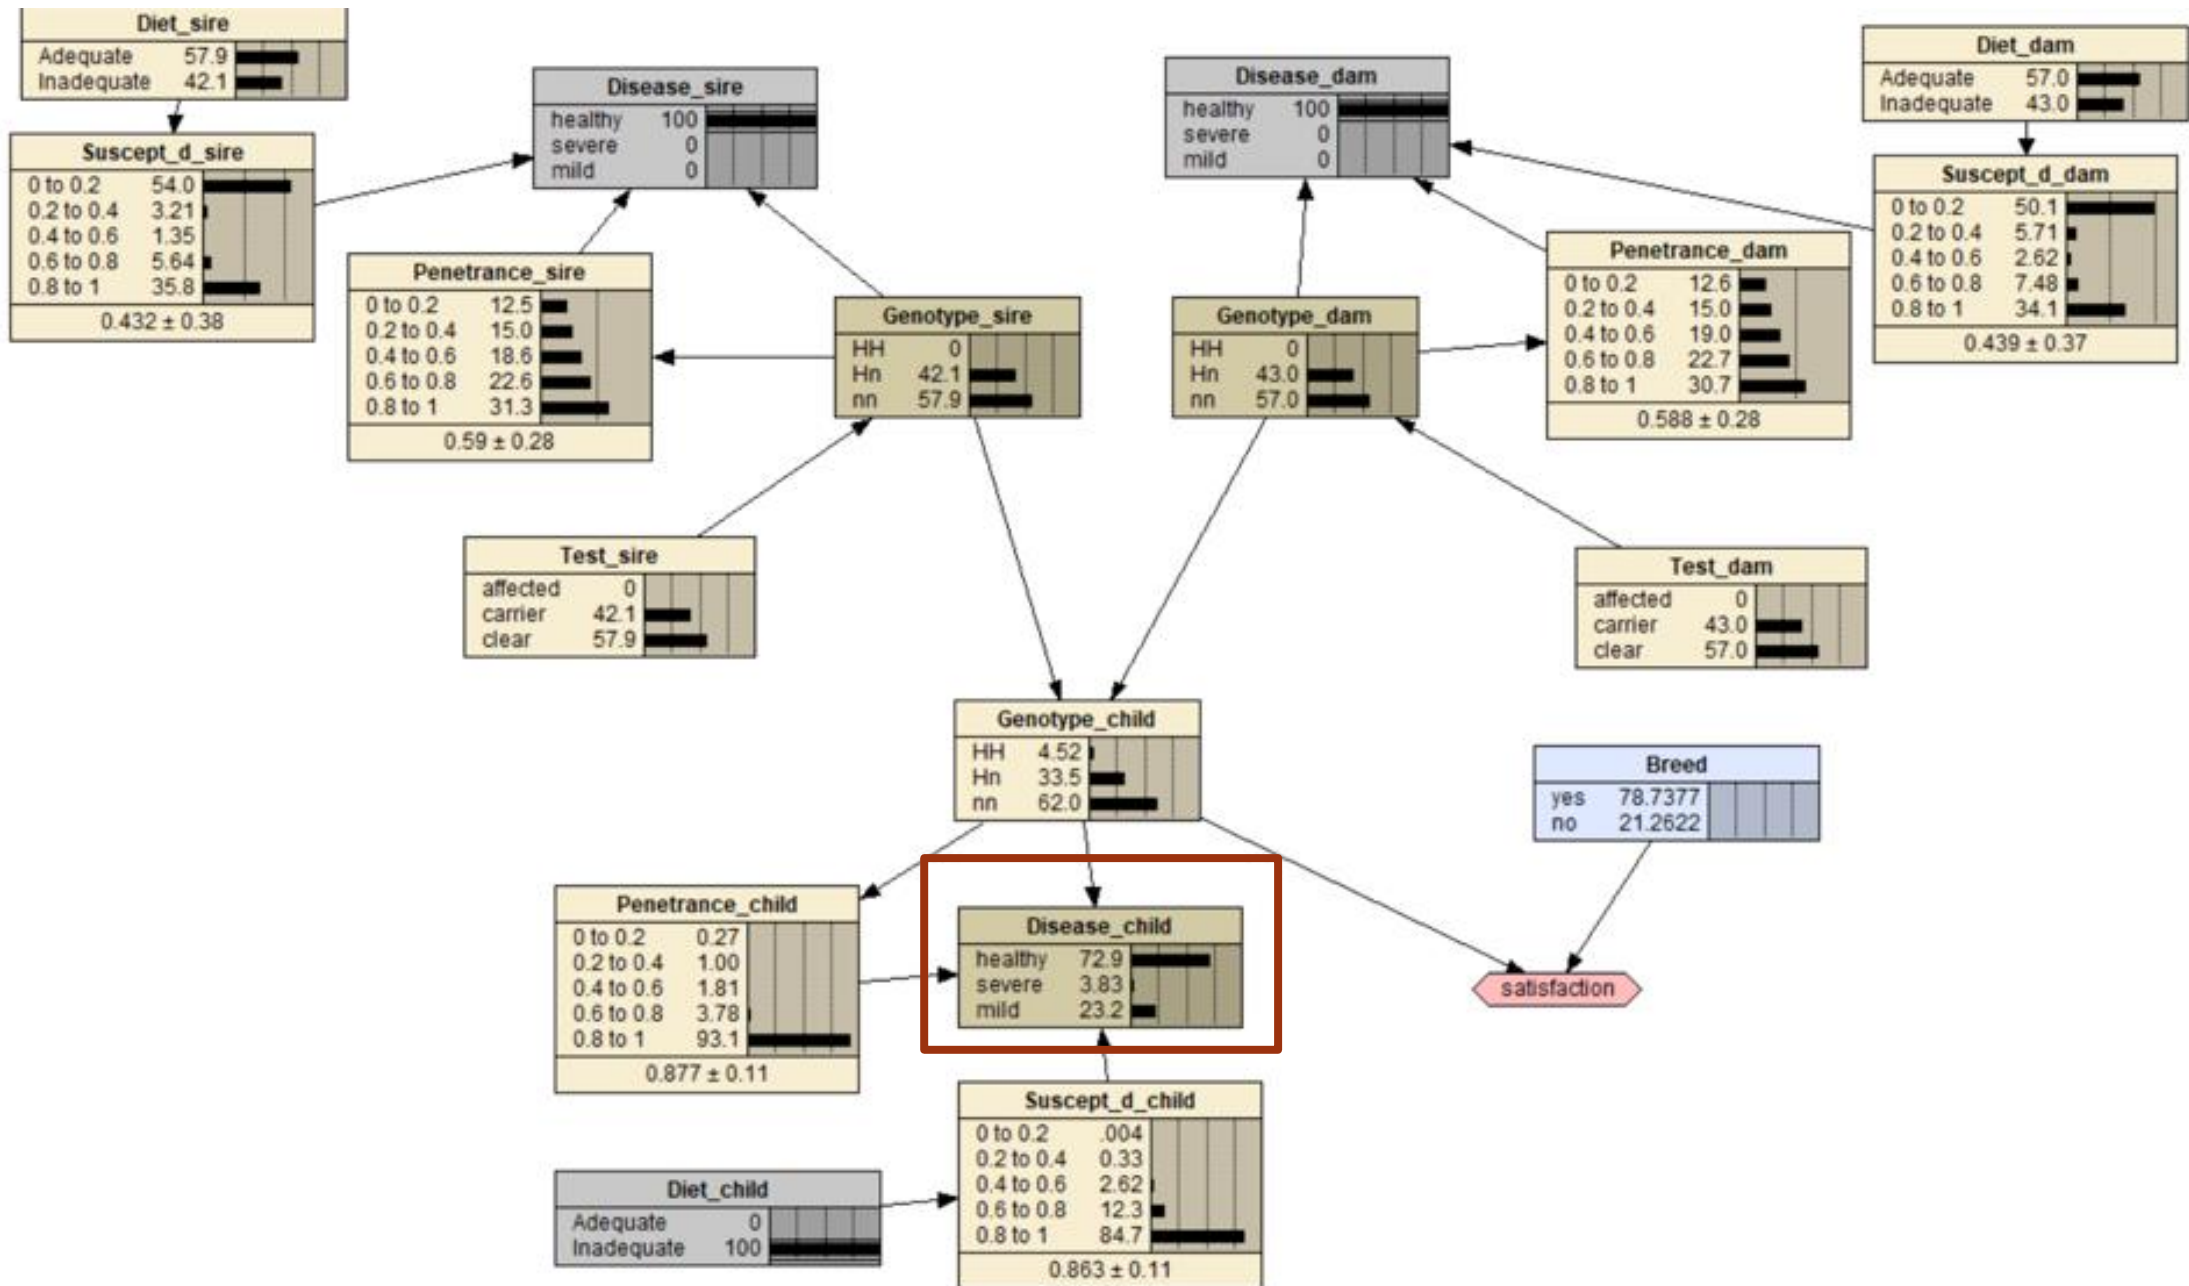 Diet_sire
Adequate 57.9
Inadequate 42.1
Disease_sire
healthy 100
severe 0
mild 0
Disease_dam
healthy 100
severe 0
mild 0
Diet_dam
Adequate 57.0
Inadequate 43.0
Suscept_d_sire
0 to 0.2 54.0
0.2 to 0.4 3.21
0.4 to 0.6 1.35
0.6 to 0.8 5.64
0.8 to 1 35.8
0.432 ± 0.38
Suscept_d_dam
0 to 0.2 50.1
0.2 to 0.4 5.71
0.4 to 0.6 2.62
0.6 to 0.8 7.48
0.8 to 1 34.1
0.439 ± 0.37
Penetrance_sire
0 to 0.2 12.5
0.2 to 0.4 15.0
0.4 to 0.6 18.6
0.6 to 0.8 22.6
0.8 to 1 31.3
0.59 ± 0.28
Genotype_sire
HH 0
Hn 42.1
nn 57.9
Genotype_dam
HH 0
Hn 43.0
nn 57.0
Penetrance_dam
0 to 0.2 12.6
0.2 to 0.4 15.0
0.4 to 0.6 19.0
0.6 to 0.8 22.7
0.8 to 1 30.7
0.588 ± 0.28
Test_sire
affected 0
carrier 42.1
clear 57.9
Test_dam
affected 0
carrier 43.0
clear 57.0
Genotype_child
HH 4.52
Hn 33.5
nn 62.0
Breed
yes 78.7377
no 21.2622
Penetrance_child
0 to 0.2 0.27
0.2 to 0.4 1.00
0.4 to 0.6 1.81
0.6 to 0.8 3.78
0.8 to 1 93.1
0.877 ± 0.11
Disease_child
healthy 72.9
severe 3.83
mild 23.2
satisfaction
Suscept_d_child
0 to 0.2 .004
0.2 to 0.4 0.33
0.4 to 0.6 2.62
0.6 to 0.8 12.3
0.8 to 1 84.7
0.863 ± 0.11
Diet_child
Adequate 0
Inadequate 100